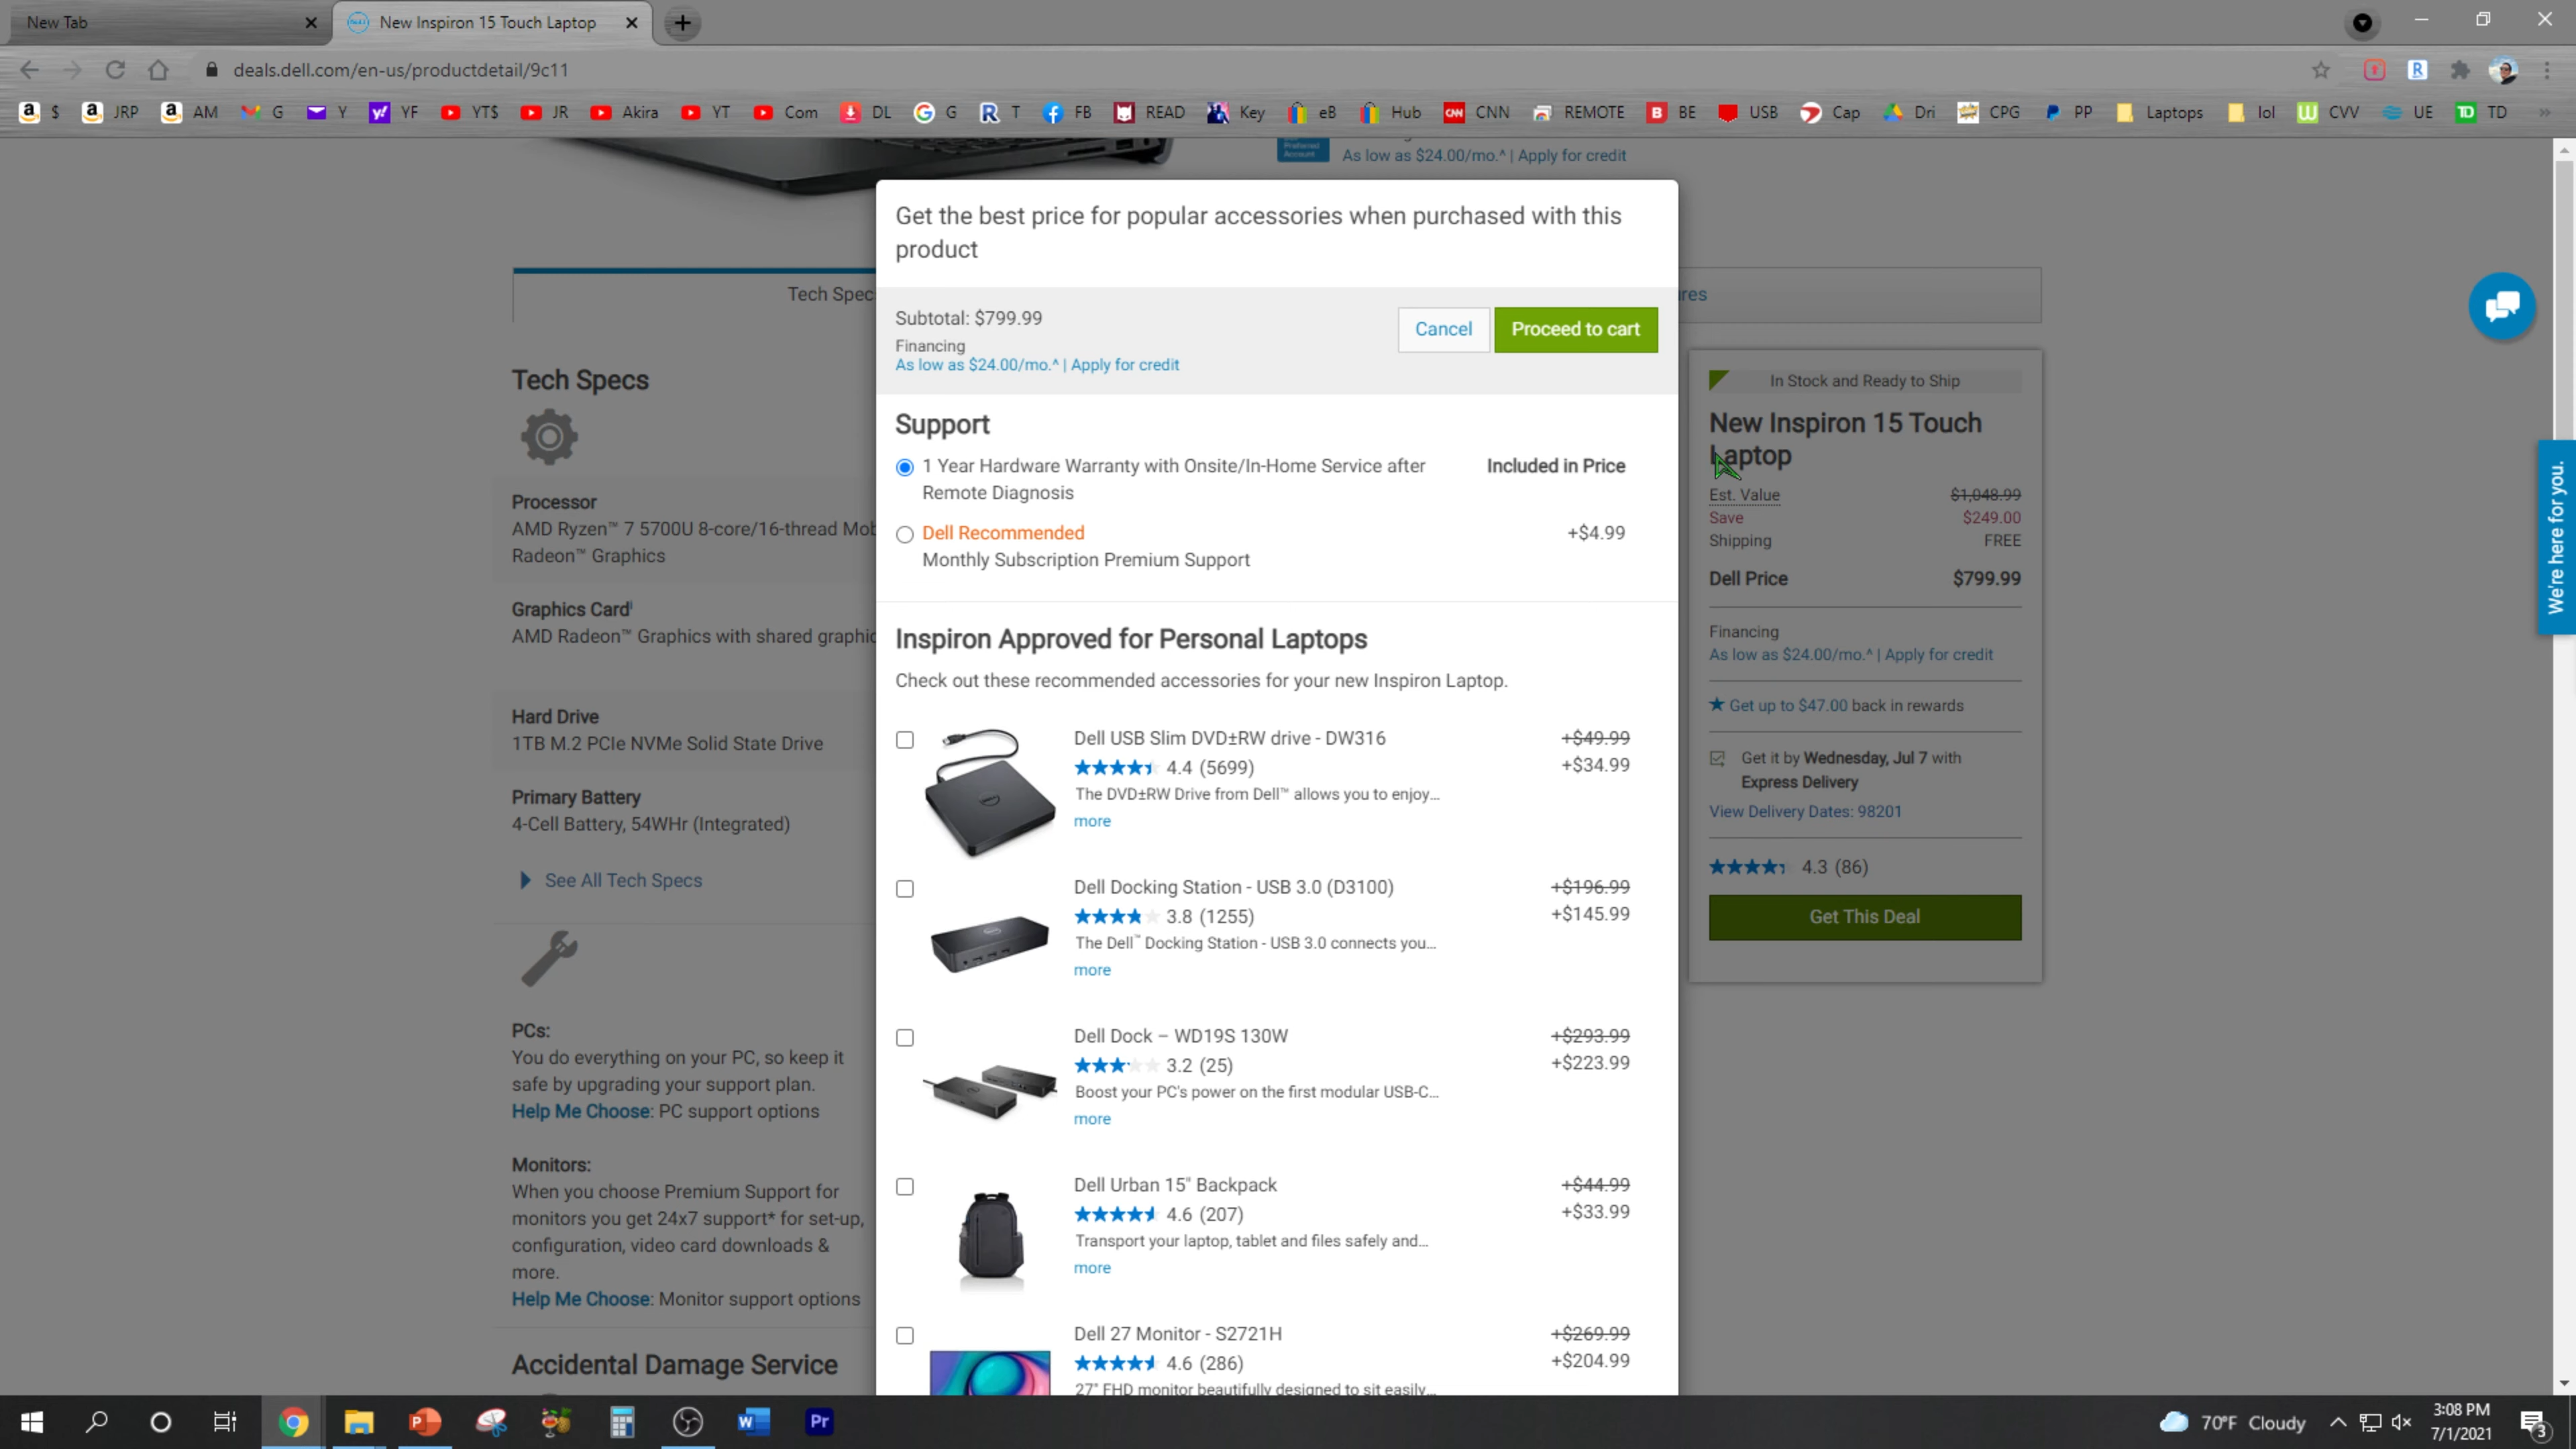 New Tab
New Inspiron 15 Touch Laptop
deals.dell.com/en-us/productdetail/9c11
$ JRP AM G Y YF YT$ JR Akira YT Com DL G T FB READ Key eB Hub CNN REMOTE BE USB Cap Dri CPG PP Laptops lol CVV UE TD
Preferred Account
As low as $24.00/mo.^ | Apply for credit
Get the best price for popular accessories when purchased with this
product
Subtotal: $799.99
Financing
As low as $24.00/mo.^ | Apply for credit
Cancel
Proceed to cart
Support
1 Year Hardware Warranty with Onsite/In-Home Service after
Remote Diagnosis
Included in Price
Dell Recommended
Monthly Subscription Premium Support
+$4.99
Inspiron Approved for Personal Laptops
Check out these recommended accessories for your new Inspiron Laptop.
Dell USB Slim DVD±RW drive - DW316
+$49.99
4.4 (5699)
+$34.99
The DVD±RW Drive from Dell™ allows you to enjoy...
more
Dell Docking Station - USB 3.0 (D3100)
+$196.99
3.8 (1255)
+$145.99
The Dell™ Docking Station - USB 3.0 connects you...
more
Dell Dock – WD19S 130W
+$293.99
3.2 (25)
+$223.99
Boost your PC's power on the first modular USB-C...
more
Dell Urban 15" Backpack
+$44.99
4.6 (207)
+$33.99
Transport your laptop, tablet and files safely and...
more
Dell 27 Monitor - S2721H
+$269.99
4.6 (286)
+$204.99
27" FHD monitor beautifully designed to sit easily...
Tech Spec
res
Tech Specs
Processor
AMD Ryzen™ 7 5700U 8-core/16-thread Mob
Radeon™ Graphics
Graphics Card
AMD Radeon™ Graphics with shared graphic
Hard Drive
1TB M.2 PCIe NVMe Solid State Drive
Primary Battery
4-Cell Battery, 54WHr (Integrated)
See All Tech Specs
PCs:
You do everything on your PC, so keep it
safe by upgrading your support plan.
Help Me Choose: PC support options
Monitors:
When you choose Premium Support for
monitors you get 24x7 support* for set-up,
configuration, video card downloads &
more.
Help Me Choose: Monitor support options
Accidental Damage Service
In Stock and Ready to Ship
New Inspiron 15 Touch
Laptop
Est. Value $1,048.99
Save $249.00
Shipping FREE
Dell Price $799.99
Financing
As low as $24.00/mo.^ | Apply for credit
Get up to $47.00 back in rewards
Get it by Wednesday, Jul 7 with
Express Delivery
View Delivery Dates: 98201
4.3 (86)
Get This Deal
We're here for you.
70°F Cloudy
3:08 PM
7/1/2021
3